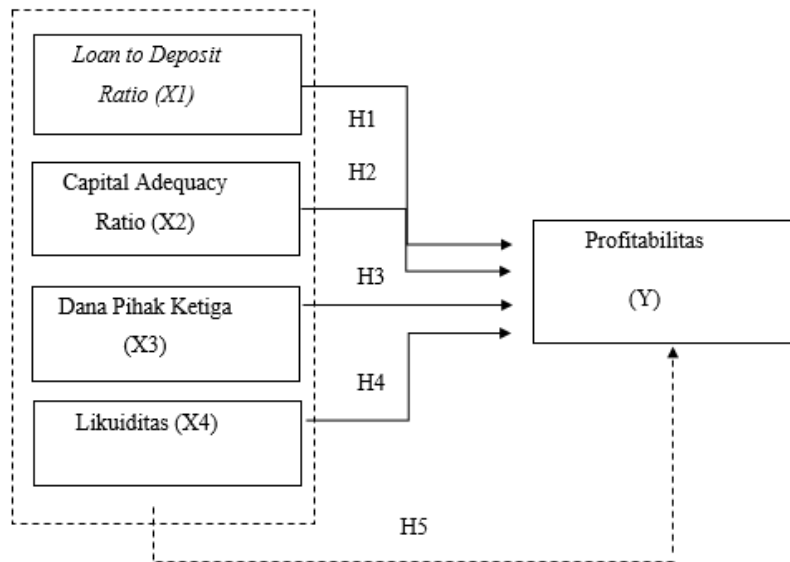 Loan to Deposit
Ratio (X1)
H1
H2
Capital Adequacy
Ratio (X2)
Profitabilitas
(Y)
H3
Dana Pihak Ketiga
(X3)
H4
Likuiditas (X4)
H5